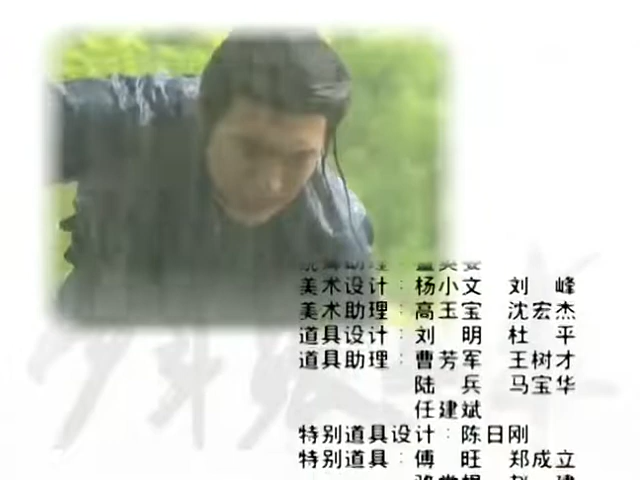 美术设计：杨小文 刘 峰
美术助理：高玉宝 沈宏杰
道具设计：刘 明 杜 平
道具助理：曹芳军 王树才
陆 兵 马宝华
任建斌
特别道具设计：陈日刚
特别道具：傅 旺 郑成立